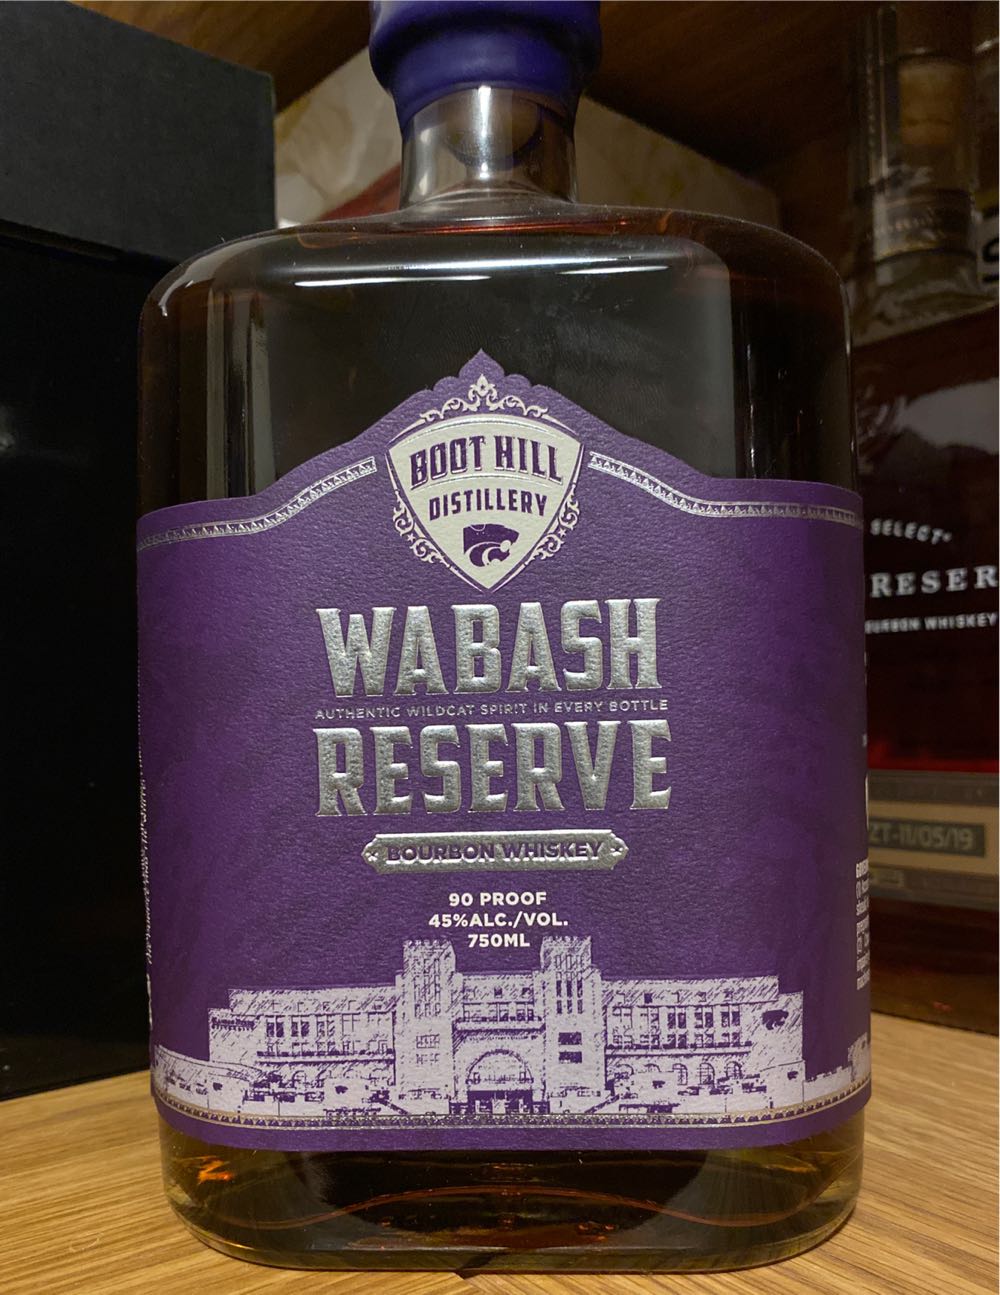 BOOT HILL
DISTILLERY
WABASH
AUTHENTIC WILDCAT SPIRIT IN EVERY BOTTLE
RESERVE
BOURBON WHISKEY
90 PROOF
45%ALC./VOL.
750ML
SELECT
RESER
BOURBON WHISKEY
ZT-11/05/19